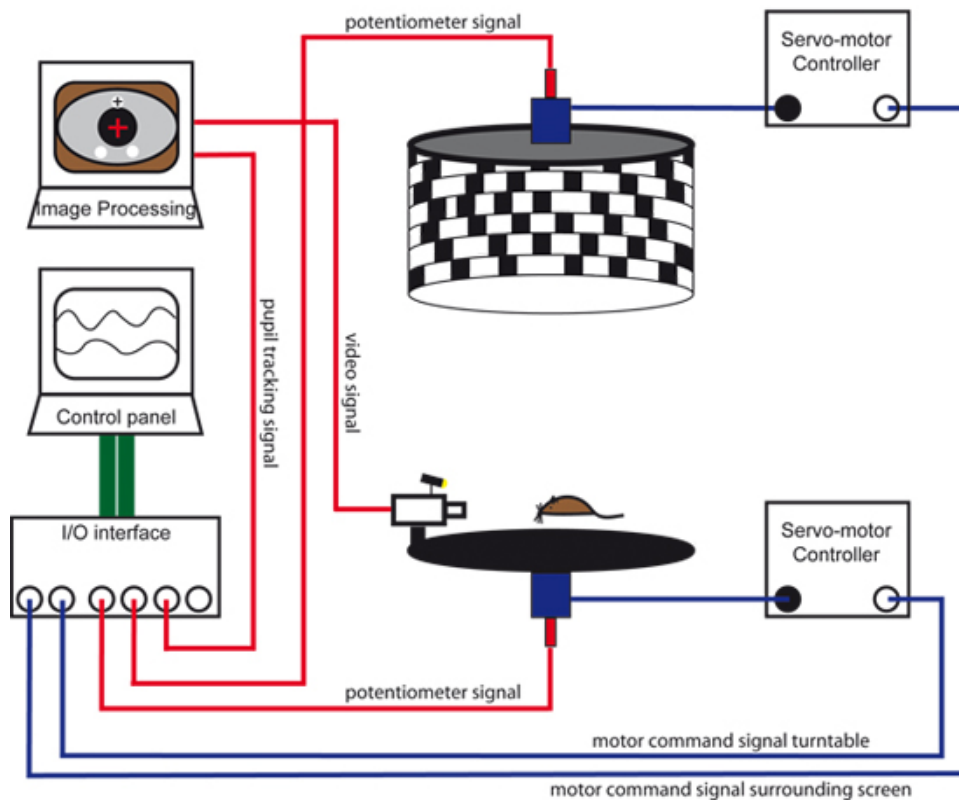 potentiometer signal
Servo-motor
Controller
Image Processing
pupil tracking signal
video signal
Control panel
I/O interface
Servo-motor
Controller
potentiometer signal
motor command signal turntable
motor command signal surrounding screen